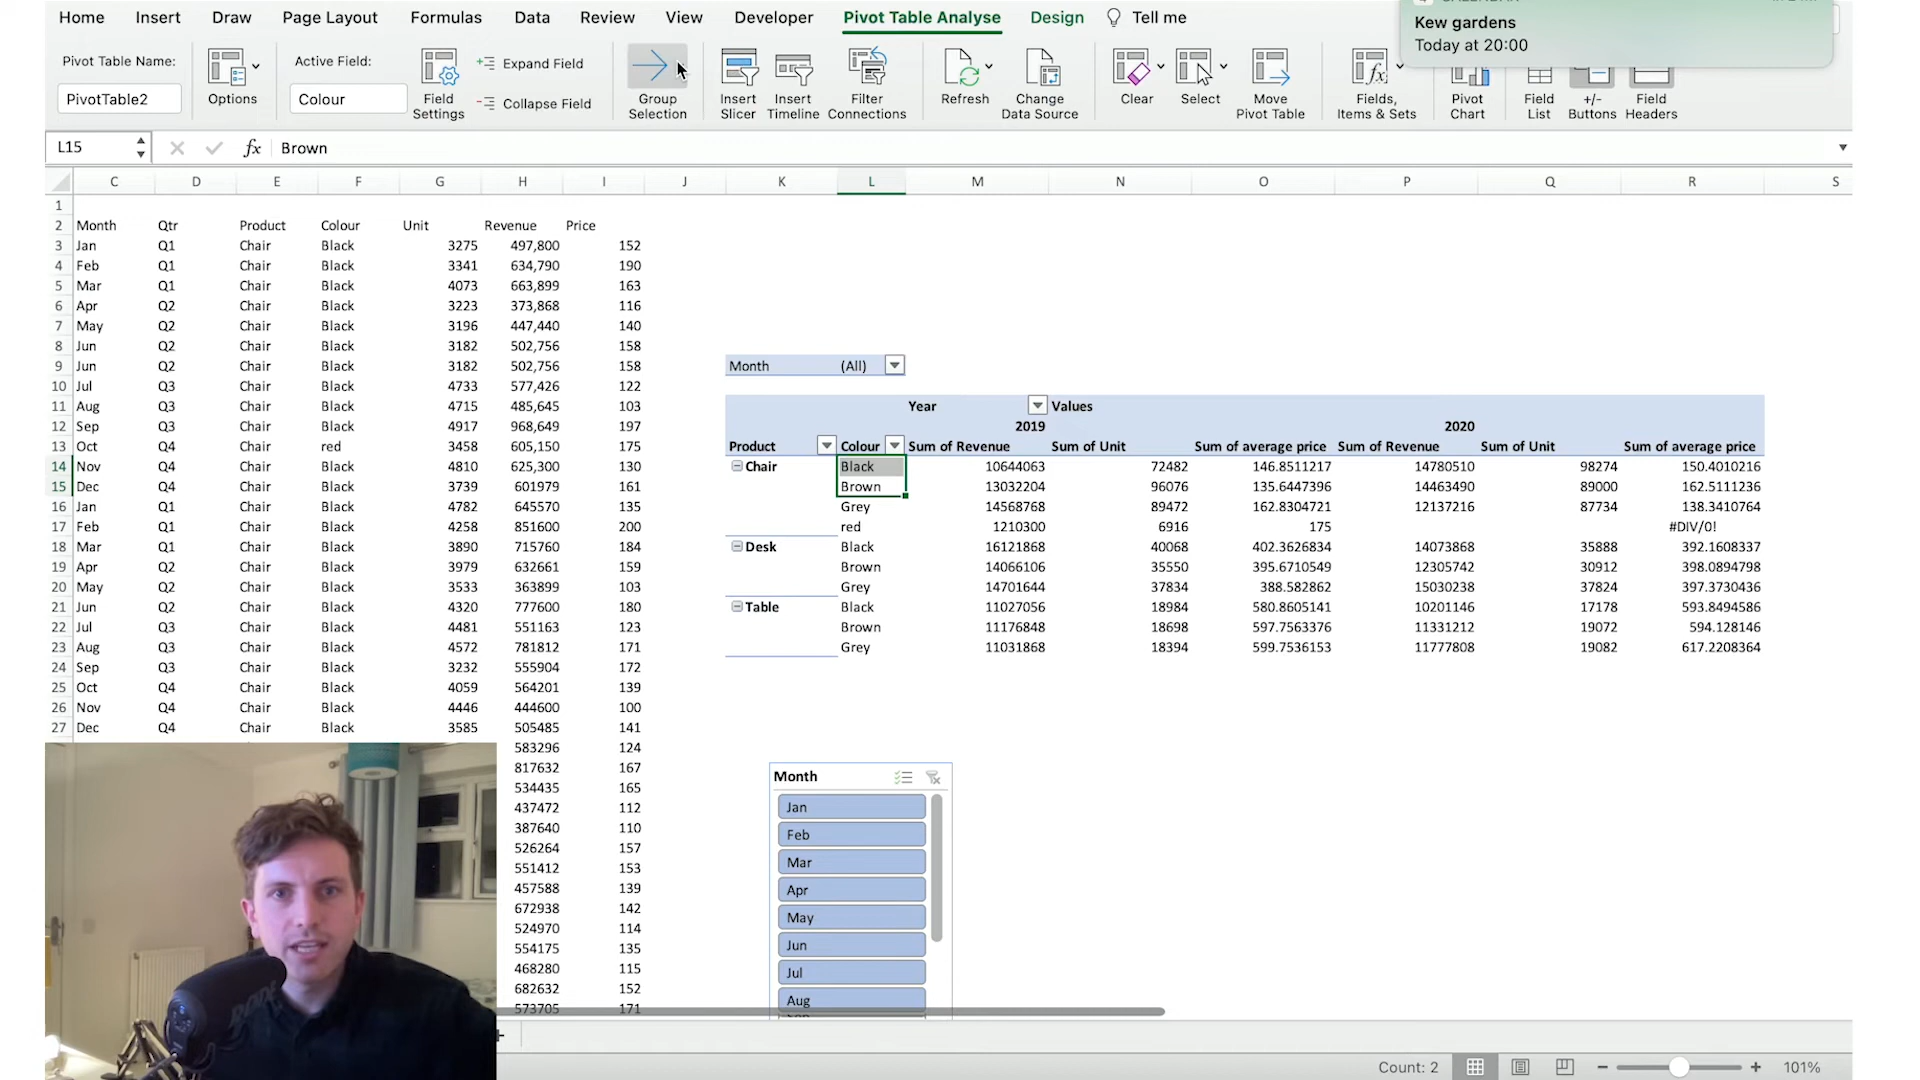 Home Insert Draw Page Layout Formulas Data Review View Developer Pivot Table Analyse Design Tell me
Kew gardens
Today at 20:00
Pivot Table Name: Active Field: Expand Field
PivotTable2 Options Colour Field Settings Collapse Field Group Selection Insert Slicer Insert Timeline Filter Connections Refresh Change Data Source Clear Select Move Pivot Table Fields, Items & Sets Pivot Chart Field List +/- Buttons Field Headers
L15 fx Brown
C D E F G H I J K L M N O P Q R S
1
2 Month Qtr Product Colour Unit Revenue Price
3 Jan Q1 Chair Black 3275 497,800 152
4 Feb Q1 Chair Black 3341 634,790 190
5 Mar Q1 Chair Black 4073 663,899 163
6 Apr Q2 Chair Black 3223 373,868 116
7 May Q2 Chair Black 3196 447,440 140
8 Jun Q2 Chair Black 3182 502,756 158
9 Jun Q2 Chair Black 3182 502,756 158 Month (All)
10 Jul Q3 Chair Black 4733 577,426 122
11 Aug Q3 Chair Black 4715 485,645 103 Year Values
12 Sep Q3 Chair Black 4917 968,649 197 2019 2020
13 Oct Q4 Chair red 3458 605,150 175 Product Colour Sum of Revenue Sum of Unit Sum of average price Sum of Revenue Sum of Unit Sum of average price
14 Nov Q4 Chair Black 4810 625,300 130 Chair Black 10644063 72482 146.8511217 14780510 98274 150.4010216
15 Dec Q4 Chair Black 3739 601979 161 Brown 13032204 96076 135.6447396 14463490 89000 162.5111236
16 Jan Q1 Chair Black 4782 645570 135 Grey 14568768 89472 162.8304721 12137216 87734 138.3410764
17 Feb Q1 Chair Black 4258 851600 200 red 1210300 6916 175 #DIV/0!
18 Mar Q1 Chair Black 3890 715760 184 Desk Black 16121868 40068 402.3626834 14073868 35888 392.1608337
19 Apr Q2 Chair Black 3979 632661 159 Brown 14066106 35550 395.6710549 12305742 30912 398.0894798
20 May Q2 Chair Black 3533 363899 103 Grey 14701644 37834 388.582862 15030238 37824 397.3730436
21 Jun Q2 Chair Black 4320 777600 180 Table Black 11027056 18984 580.8605141 10201146 17178 593.8494586
22 Jul Q3 Chair Black 4481 551163 123 Brown 11176848 18698 597.7563376 11331212 19072 594.128146
23 Aug Q3 Chair Black 4572 781812 171 Grey 11031868 18394 599.7536153 11777808 19082 617.2208364
24 Sep Q3 Chair Black 3232 555904 172
25 Oct Q4 Chair Black 4059 564201 139
26 Nov Q4 Chair Black 4446 444600 100
27 Dec Q4 Chair Black 3585 505485 141
583296 124
817632 167 Month
534435 165 Jan
437472 112
387640 110 Feb
526264 157 Mar
551412 153
457588 139 Apr
672938 142 May
524970 114
554175 135 Jun
468280 115 Jul
682632 152 Aug
573705 171
Count: 2 101%